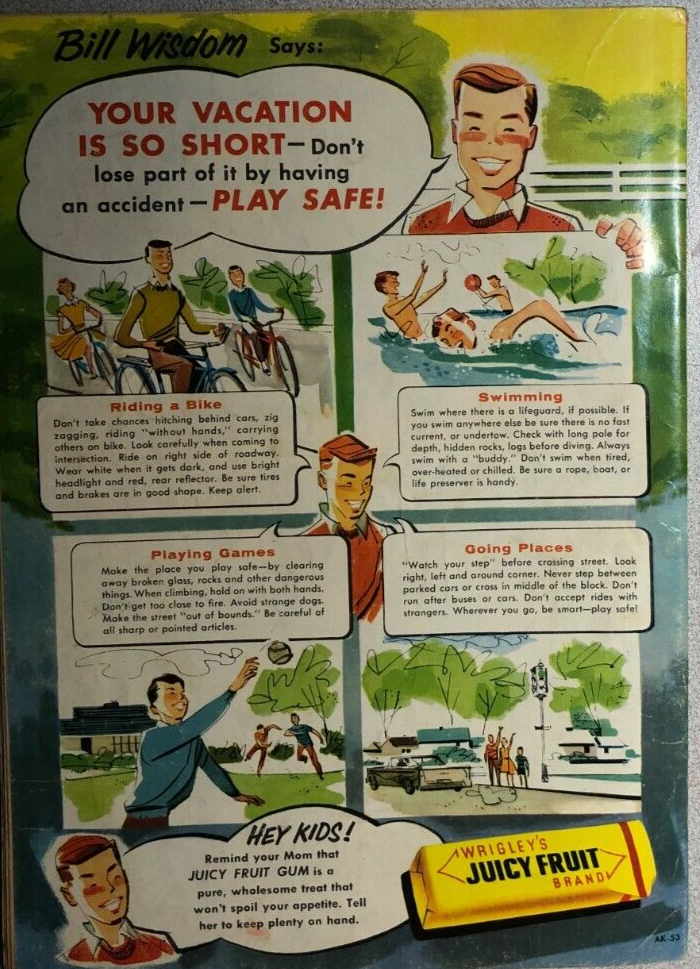 Bill Wisdom Says:
YOUR VACATION
IS SO SHORT—Don't
lose part of it by having
an accident—PLAY SAFE!
Riding a Bike
Don't take chances hitching behind cars, zig
zagging, riding "without hands," carrying
others on bike. Look carefully when coming to
intersection. Ride on right side of roadway.
Wear white when it gets dark, and use bright
headlight and red, rear reflector. Be sure tires
and brakes are in good shape. Keep alert.
Swimming
Swim where there is a lifeguard, if possible. If
you swim anywhere else be sure there is no fast
current, or undertow. Check with long pole for
depth, hidden rocks, logs before diving. Always
swim with a "buddy." Don't swim when tired,
over-heated or chilled. Be sure a rope, boat, or
life preserver is handy.
Playing Games
Make the place you play safe—by clearing
away broken glass, rocks and other dangerous
things. When climbing, hold on with both hands.
Don't get too close to fire. Avoid strange dogs.
Make the street "out of bounds." Be careful of
all sharp or pointed articles.
Going Places
"Watch your step" before crossing street. Look
right, left and around corner. Never step between
parked cars or cross in middle of the block. Don't
run after buses or cars. Don't accept rides with
strangers. Wherever you go, be smart—play safe!
HEY KIDS!
Remind your Mom that
JUICY FRUIT GUM is a
pure, wholesome treat that
won't spoil your appetite. Tell
her to keep plenty on hand.
WRIGLEY'S
JUICY FRUIT
BRAND
AK-53